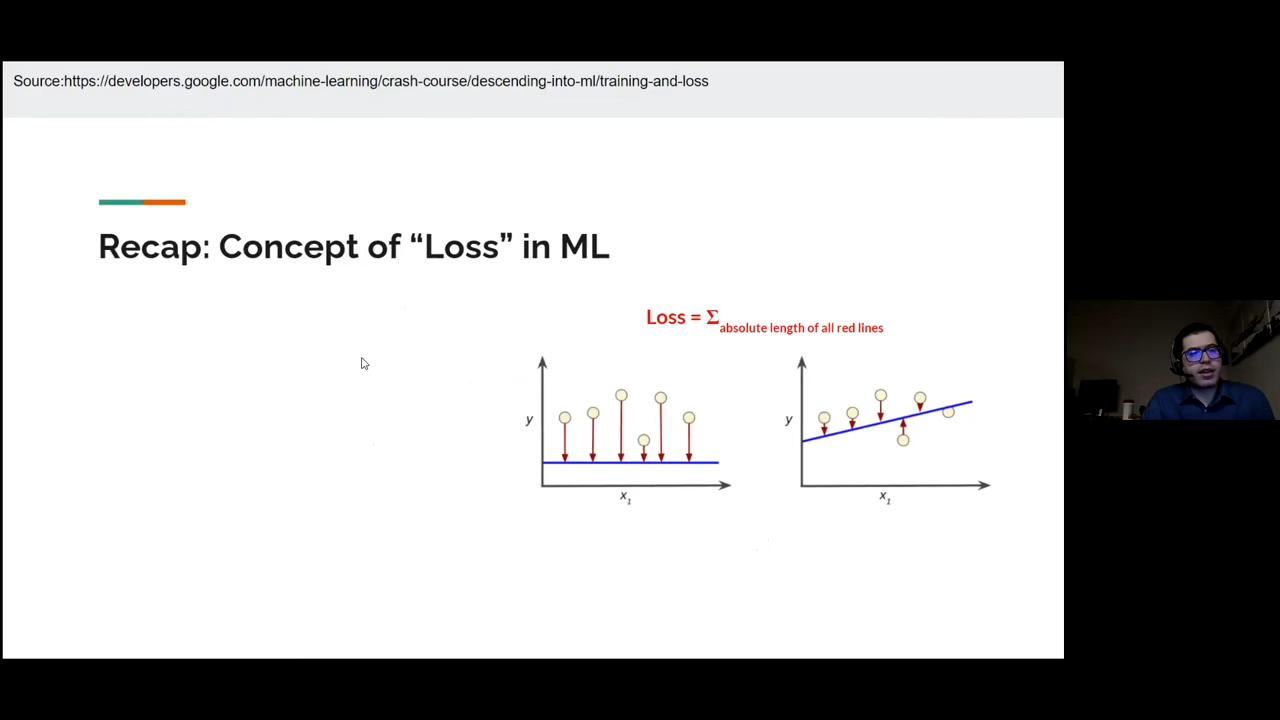 Source:https://developers.google.com/machine-learning/crash-course/descending-into-ml/training-and-loss
Recap: Concept of “Loss” in ML
Loss = Σ absolute length of all red lines
y
x1
y
x1